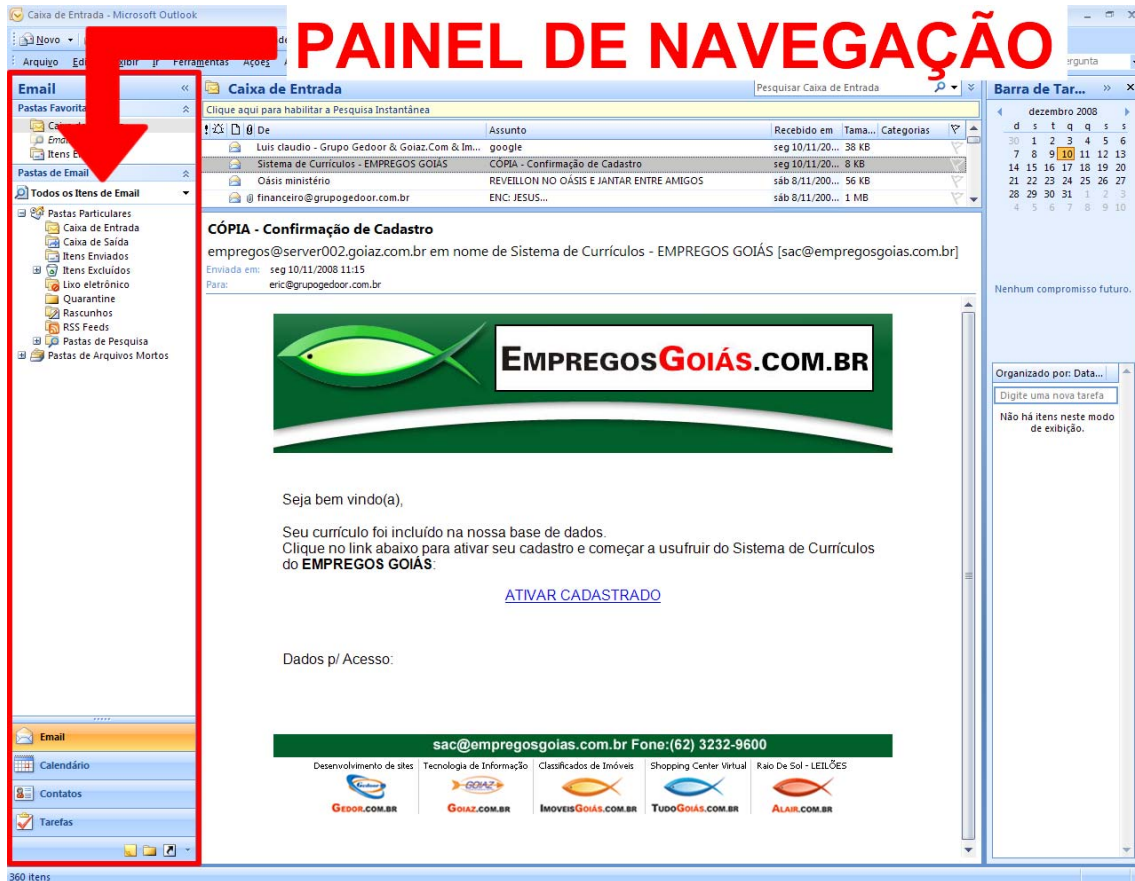 Caixa de Entrada - Microsoft Outlook
PAINEL DE NAVEGAÇÃO
Novo
Arquivo Ir Ferramentas Ações
Email
Pastas Favoritas
Itens
Pastas de Email
Todos os Itens de Email
Pastas Particulares
Caixa de Entrada
Caixa de Saída
Itens Enviados
Itens Excluídos
Lixo eletrônico
Quarantine
Rascunhos
RSS Feeds
Pastas de Pesquisa
Pastas de Arquivos Mortos
Email
Calendário
Contatos
Tarefas
360 itens
Caixa de Entrada
Pesquisar Caixa de Entrada
Clique aqui para habilitar a Pesquisa Instantânea
De Assunto Recebido em Tama... Categorias
Luis claudio - Grupo Gedoor & Goiaz.Com & Im... google seg 10/11/20... 38 KB
Sistema de Currículos - EMPREGOS GOIÁS CÓPIA - Confirmação de Cadastro seg 10/11/20... 8 KB
Oásis ministério REVEILLON NO OÁSIS E JANTAR ENTRE AMIGOS sáb 8/11/200... 56 KB
financeiro@grupogedoor.com.br ENC: JESUS... sáb 8/11/200... 1 MB
CÓPIA - Confirmação de Cadastro
empregos@server002.goiaz.com.br em nome de Sistema de Currículos - EMPREGOS GOIÁS [sac@empregosgoias.com.br]
Enviada em: seg 10/11/2008 11:15
Para: eric@grupogedoor.com.br
EMPREGOSGOIÁS.COM.BR
Seja bem vindo(a),
Seu currículo foi incluído na nossa base de dados.
Clique no link abaixo para ativar seu cadastro e começar a usufruir do Sistema de Currículos
do EMPREGOS GOIÁS:
ATIVAR CADASTRADO
Dados p/ Acesso:
sac@empregosgoias.com.br Fone:(62) 3232-9600
Desenvolvimento de sites Tecnologia de Informação Classificados de Imóveis Shopping Center Virtual Raio De Sol - LEILÕES
GOIAZ
GEDOR.COM.BR GOIAZ.COM.BR IMOVEISGOIÁS.COM.BR TUDOGOIÁS.COM.BR ALAIR.COM.BR
Barra de Tar...
dezembro 2008
d s t q q s s
30 1 2 3 4 5 6
7 8 9 10 11 12 13
14 15 16 17 18 19 20
21 22 23 24 25 26 27
28 29 30 31 1 2 3
4 5 6 7 8 9 10
Nenhum compromisso futuro.
Organizado por: Data...
Digite uma nova tarefa
Não há itens neste modo
de exibição.